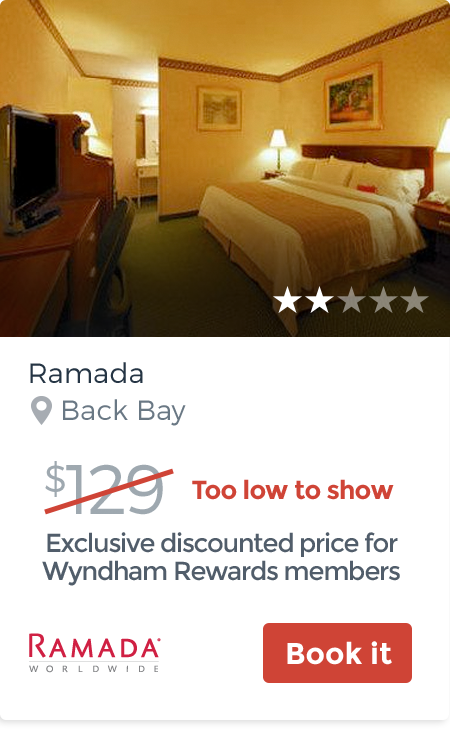 Ramada
Back Bay
$129 Too low to show
Exclusive discounted price for
Wyndham Rewards members
RAMADA
WORLDWIDE
Book it